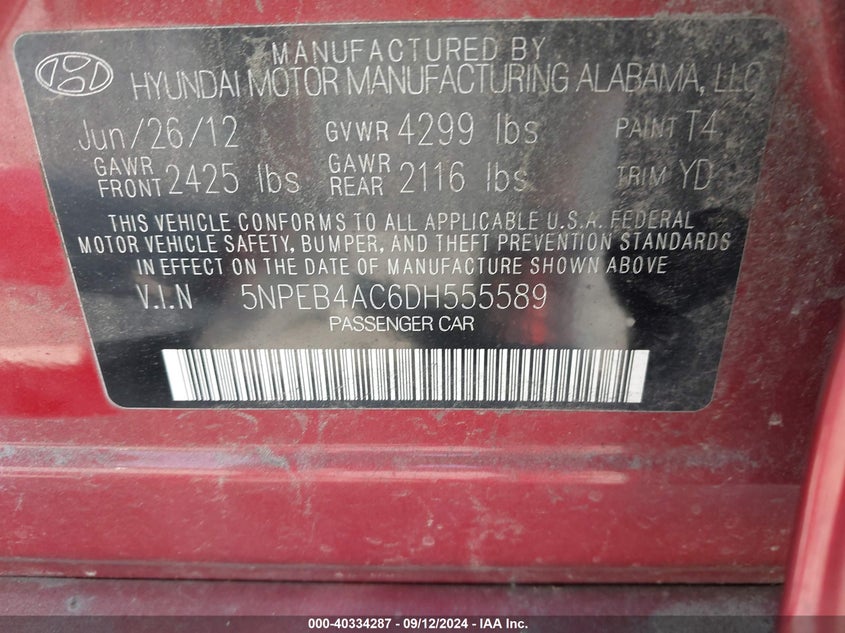 MANUFACTURED BY
HYUNDAI MOTOR MANUFACTURING ALABAMA, LLC
Jun/26/12 GVWR 4299 lbs PAINT T4
GAWR FRONT 2425 lbs GAWR REAR 2116 lbs TRIM YD
THIS VEHICLE CONFORMS TO ALL APPLICABLE U.S.A. FEDERAL
MOTOR VEHICLE SAFETY, BUMPER, AND THEFT PREVENTION STANDARDS
IN EFFECT ON THE DATE OF MANUFACTURE SHOWN ABOVE
V.I.N 5NPEB4AC6DH555589
PASSENGER CAR
000-40334287 - 09/12/2024 - IAA Inc.